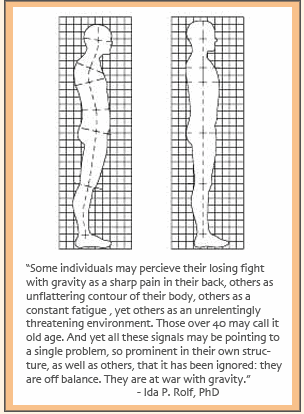 “Some individuals may percieve their losing fight
with gravity as a sharp pain in their back, others as
unflattering contour of their body, others as a
constant fatigue , yet others as an unrelentingly
threatening environment. Those over 40 may call it
old age. And yet all these signals may be pointing to
a single problem, so prominent in their own struc-
ture, as well as others, that it has been ignored: they
are off balance. They are at war with gravity.”
- Ida P. Rolf, PhD